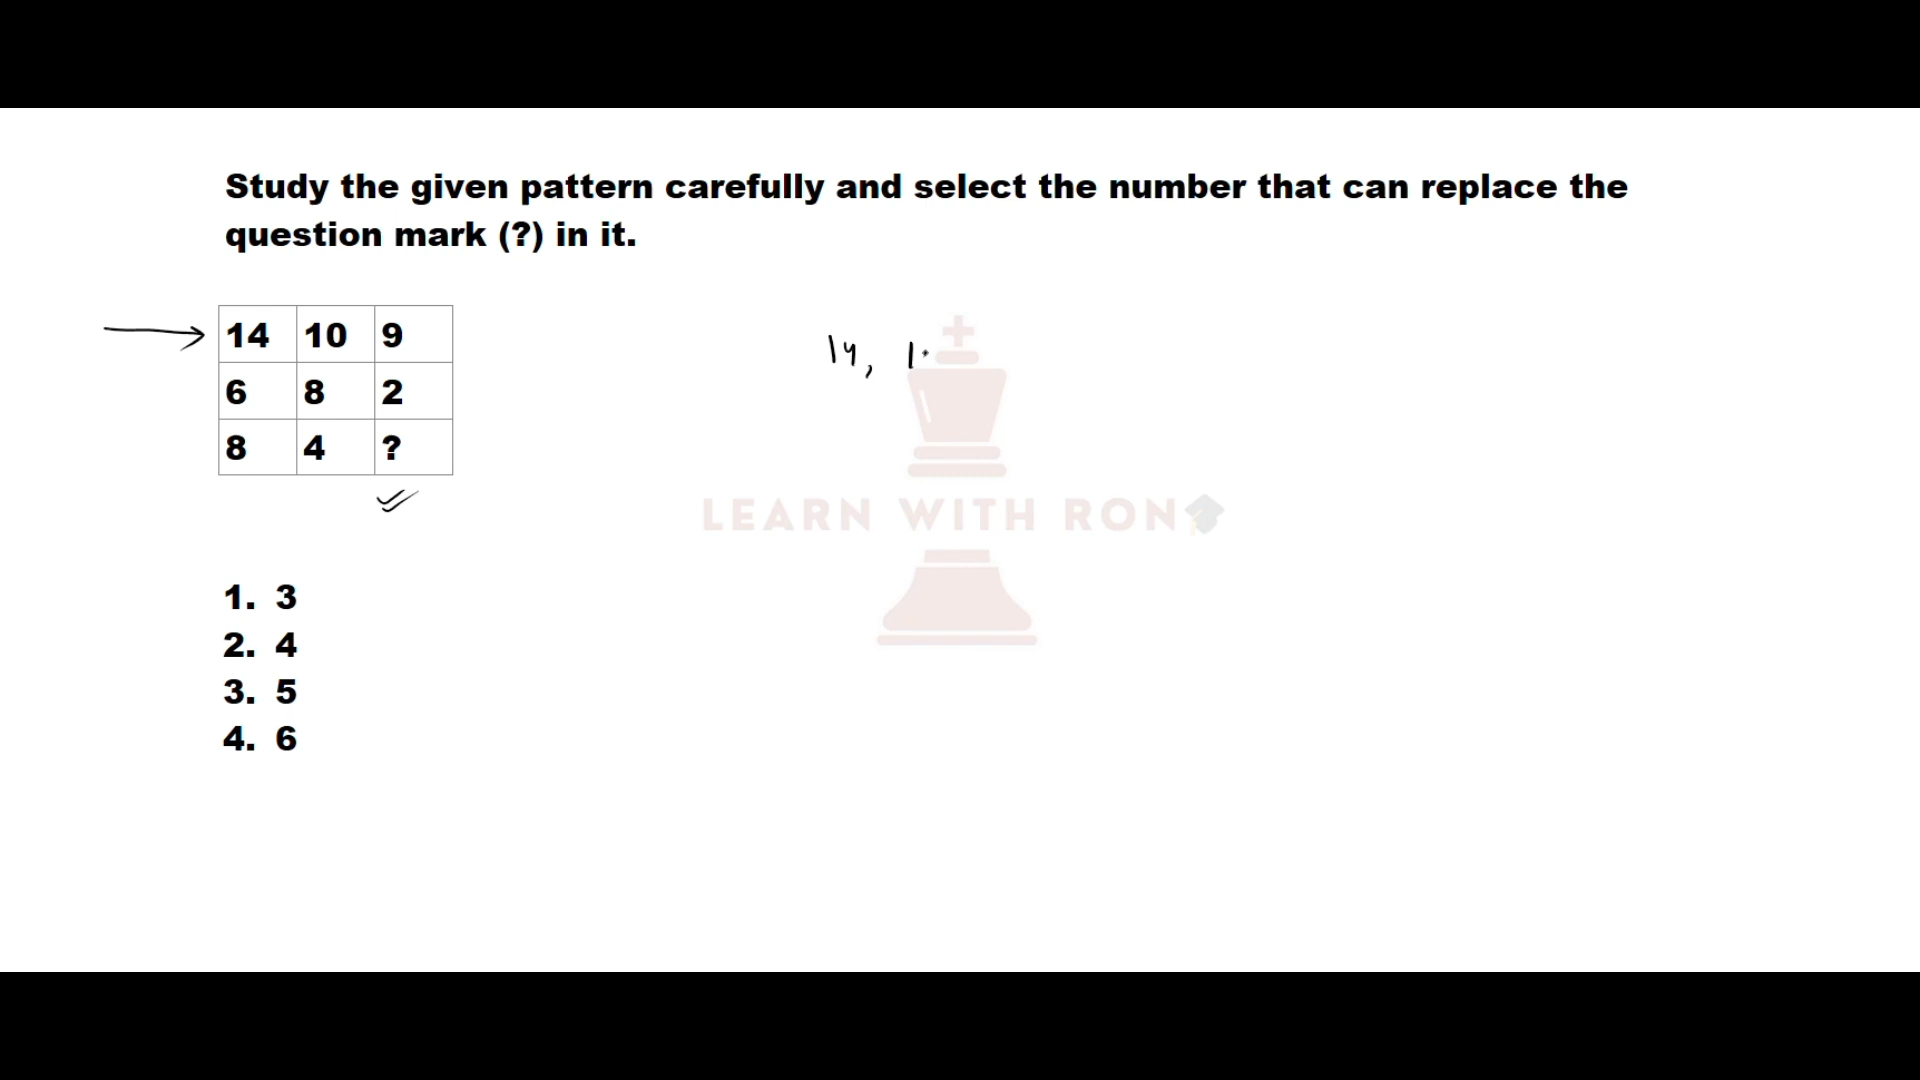 Study the given pattern carefully and select the number that can replace the
question mark (?) in it.
14 10 9
14,
6 8 2
8 4 ?
LEARN WITH RON
1. 3
2. 4
3. 5
4. 6